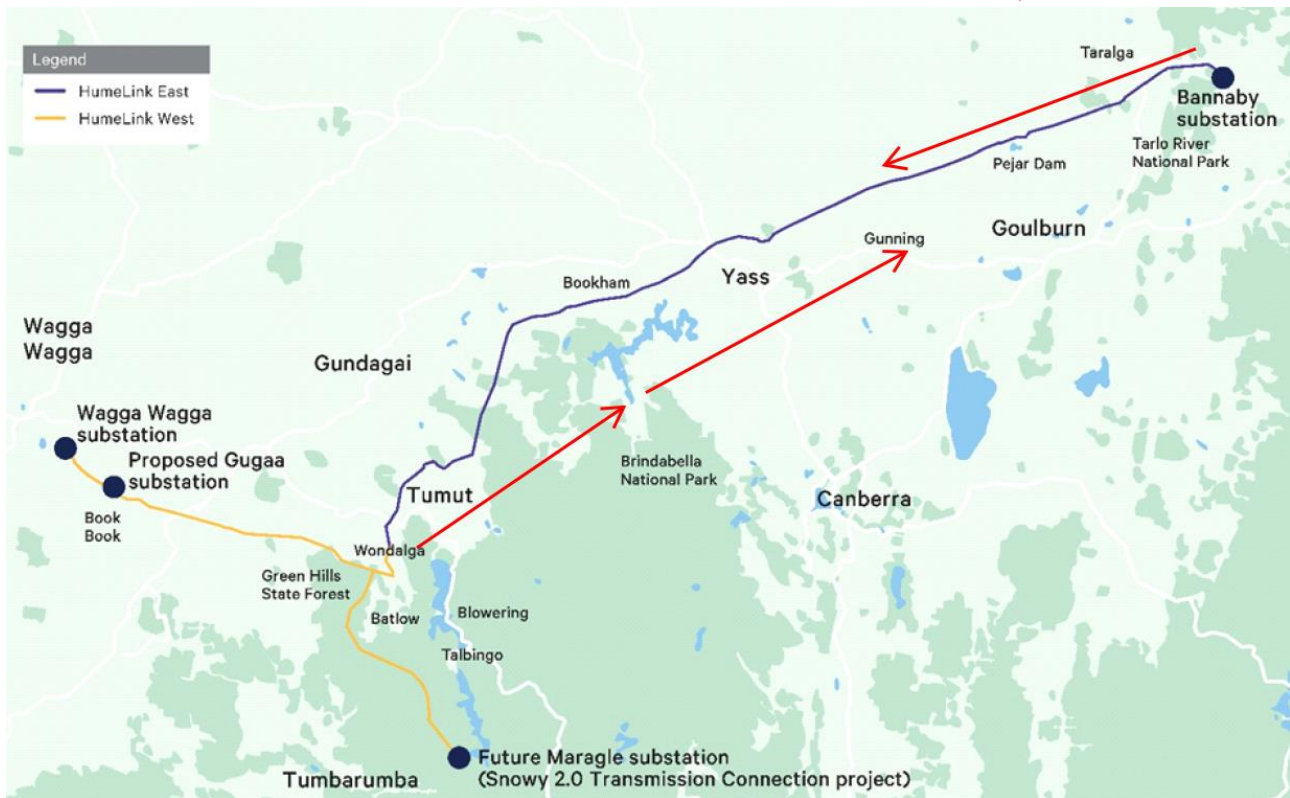 Legend
HumeLink East
HumeLink West
Taralga
Bannaby
substation
Tarlo River
National Park
Pejar Dam
Goulburn
Gunning
Yass
Bookham
Wagga
Wagga
Gundagai
Wagga Wagga
substation
Proposed Gugaa
substation
Brindabella
National Park
Tumut
Canberra
Book
Book
Wondalga
Green Hills
State Forest
Batlow
Blowering
Talbingo
Future Maragle substation
(Snowy 2.0 Transmission Connection project)
Tumbarumba